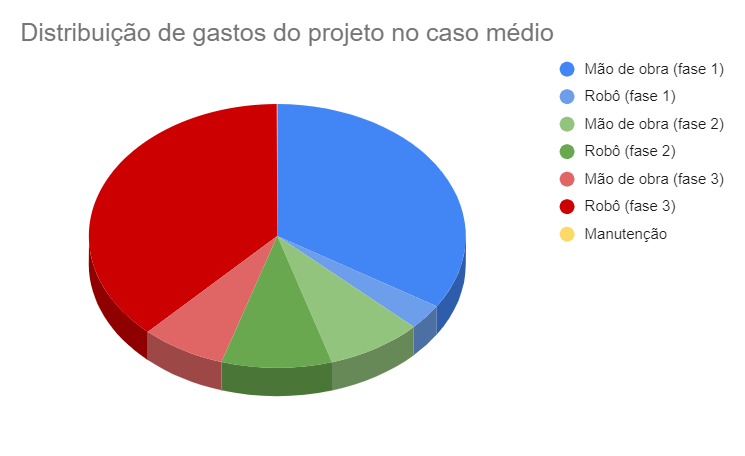 Distribuição de gastos do projeto no caso médio
Mão de obra (fase 1)
Robô (fase 1)
Mão de obra (fase 2)
Robô (fase 2)
Mão de obra (fase 3)
Robô (fase 3)
Manutenção